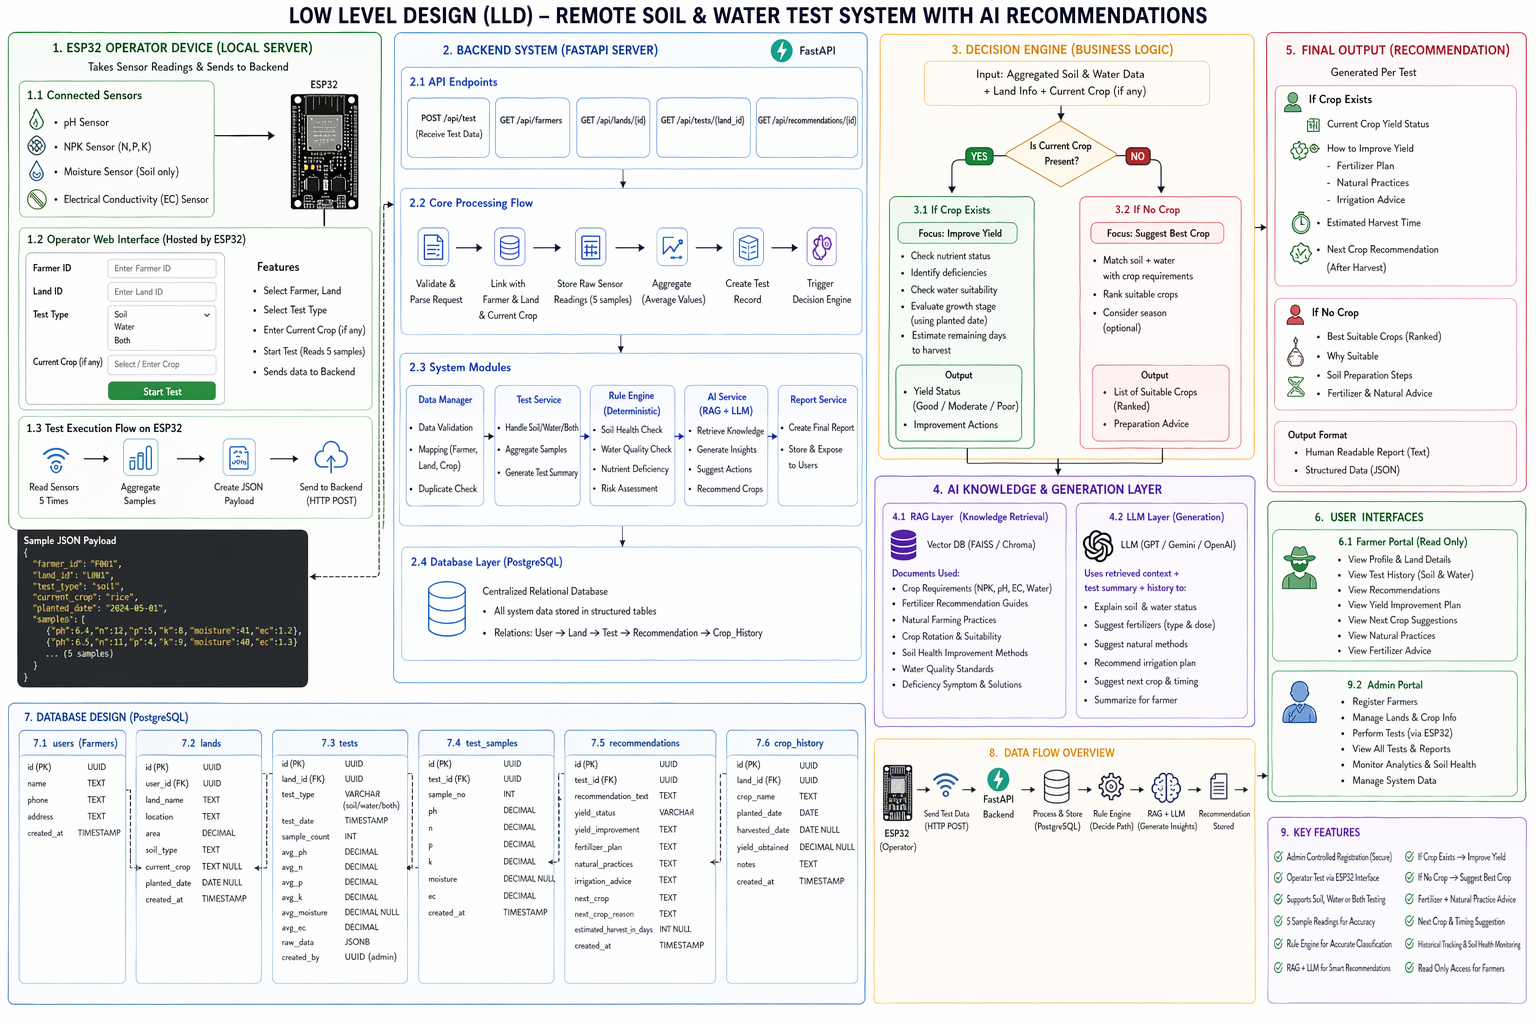 LOW LEVEL DESIGN (LLD) – REMOTE SOIL & WATER TEST SYSTEM WITH AI RECOMMENDATIONS
1. ESP32 OPERATOR DEVICE (LOCAL SERVER)
Takes Sensor Readings & Sends to Backend
1.1 Connected Sensors
• pH Sensor
• NPK Sensor (N, P, K)
• Moisture Sensor (Soil only)
• Electrical Conductivity (EC) Sensor
ESP32
1.2 Operator Web Interface (Hosted by ESP32)
Farmer ID
Enter Farmer ID
Land ID
Enter Land ID
Test Type
Soil
Water
Both
Current Crop (if any)
Select / Enter Crop
Start Test
Features
• Select Farmer, Land
• Select Test Type
• Enter Current Crop (if any)
• Start Test (Reads 5 samples)
• Sends data to Backend
1.3 Test Execution Flow on ESP32
Read Sensors
5 Times
Aggregate
Samples
JSON
Create JSON
Payload
Send to Backend
(HTTP POST)
Sample JSON Payload
{
"farmer_id": "F001",
"land_id": "L001",
"test_type": "soil",
"current_crop": "rice",
"planted_date": "2024-05-01",
"samples": [
{"ph":6.4,"n":12,"p":5,"k":8,"moisture":41,"ec":1.2},
{"ph":6.5,"n":11,"p":4,"k":9,"moisture":40,"ec":1.3}
... (5 samples)
}
}
2. BACKEND SYSTEM (FASTAPI SERVER)
FastAPI
2.1 API Endpoints
POST /api/test
(Receive Test Data)
GET /api/farmers
GET /api/lands/(id)
GET /api/tests/(land_id)
GET /api/recommendations/(id)
2.2 Core Processing Flow
Validate &
Parse Request
Link with
Farmer & Land
& Current Crop
Store Raw Sensor
Readings (5 samples)
Aggregate
(Average Values)
Create Test
Record
Trigger
Decision Engine
2.3 System Modules
Data Manager
• Data Validation
• Mapping (Farmer,
Land, Crop)
• Duplicate Check
Test Service
• Handle Soil/Water/Both
• Aggregate Samples
• Generate Test Summary
Rule Engine
(Deterministic)
• Soil Health Check
• Water Quality Check
• Nutrient Deficiency
• Risk Assessment
AI Service
(RAG + LLM)
• Retrieve Knowledge
• Generate Insights
• Suggest Actions
• Recommend Crops
Report Service
• Create Final Report
• Store & Expose
to Users
2.4 Database Layer (PostgreSQL)
Centralized Relational Database
• All system data stored in structured tables
• Relations: User → Land → Test → Recommendation → Crop_History
3. DECISION ENGINE (BUSINESS LOGIC)
Input: Aggregated Soil & Water Data
+ Land Info + Current Crop (if any)
Is Current Crop
Present?
YES
NO
3.1 If Crop Exists
Focus: Improve Yield
• Check nutrient status
• Identify deficiencies
• Check water suitability
• Evaluate growth stage
(using planted date)
• Estimate remaining days
to harvest
Output
• Yield Status
(Good / Moderate / Poor)
• Improvement Actions
3.2 If No Crop
Focus: Suggest Best Crop
• Match soil + water
with crop requirements
• Rank suitable crops
• Consider season
(optional)
Output
• List of Suitable Crops
(Ranked)
• Preparation Advice
4. AI KNOWLEDGE & GENERATION LAYER
4.1 RAG Layer (Knowledge Retrieval)
Vector DB (FAISS / Chroma)
Documents Used:
• Crop Requirements (NPK, pH, EC, Water)
• Fertilizer Recommendation Guides
• Natural Farming Practices
• Crop Rotation & Suitability
• Soil Health Improvement Methods
• Water Quality Standards
• Deficiency Symptom & Solutions
4.2 LLM Layer (Generation)
LLM (GPT / Gemini / OpenAI)
Uses retrieved context +
test summary + history to:
• Explain soil & water status
• Suggest fertilizers (type & dose)
• Suggest natural methods
• Recommend irrigation plan
• Suggest next crop & timing
• Summarize for farmer
5. FINAL OUTPUT (RECOMMENDATION)
Generated Per Test
If Crop Exists
• Current Crop Yield Status
• How to Improve Yield
- Fertilizer Plan
- Natural Practices
- Irrigation Advice
• Estimated Harvest Time
• Next Crop Recommendation
(After Harvest)
If No Crop
• Best Suitable Crops (Ranked)
• Why Suitable
• Soil Preparation Steps
• Fertilizer & Natural Advice
Output Format
• Human Readable Report (Text)
• Structured Data (JSON)
6. USER INTERFACES
6.1 Farmer Portal (Read Only)
• View Profile & Land Details
• View Test History (Soil & Water)
• View Recommendations
• View Yield Improvement Plan
• View Next Crop Suggestions
• View Natural Practices
• View Fertilizer Advice
9.2 Admin Portal
• Register Farmers
• Manage Lands & Crop Info
• Perform Tests (via ESP32)
• View All Tests & Reports
• Monitor Analytics & Soil Health
• Manage System Data
7. DATABASE DESIGN (PostgreSQL)
7.1 users (Farmers)
id (PK) UUID
name TEXT
phone TEXT
address TEXT
created_at TIMESTAMP
7.2 lands
id (PK) UUID
user_id (FK) UUID
land_name TEXT
location TEXT
area DECIMAL
soil_type TEXT
current_crop TEXT NULL
planted_date DATE NULL
created_at TIMESTAMP
7.3 tests
id (PK) UUID
land_id (FK) UUID
test_type VARCHAR
(soil/water/both)
test_date TIMESTAMP
sample_count INT
avg_ph DECIMAL
avg_n DECIMAL
avg_p DECIMAL
avg_k DECIMAL
avg_moisture DECIMAL NULL
avg_ec DECIMAL
raw_data JSONB
created_by UUID (admin)
7.4 test_samples
id (PK) UUID
test_id (FK) UUID
sample_no INT
ph DECIMAL
n DECIMAL
p DECIMAL
k DECIMAL
moisture DECIMAL NULL
ec DECIMAL
created_at TIMESTAMP
7.5 recommendations
id (PK) UUID
test_id (FK) UUID
recommendation_text TEXT
yield_status VARCHAR
yield_improvement TEXT
fertilizer_plan TEXT
natural_practices TEXT
irrigation_advice TEXT
next_crop TEXT
next_crop_reason TEXT
estimated_harvest_in_days INT NULL
created_at TIMESTAMP
7.6 crop_history
id (PK) UUID
land_id (FK) UUID
crop_name TEXT
planted_date DATE
harvested_date DATE NULL
yield_obtained DECIMAL NULL
notes TEXT
created_at TIMESTAMP
8. DATA FLOW OVERVIEW
ESP32
(Operator)
Send Test Data
(HTTP POST)
FastAPI
Backend
Process & Store
(PostgreSQL)
Rule Engine
(Decide Path)
RAG + LLM
(Generate Insights)
Recommendation
Stored
9. KEY FEATURES
Admin Controlled Registration (Secure)
Operator Test via ESP32 Interface
Supports Soil, Water or Both Testing
5 Sample Readings for Accuracy
Rule Engine for Accurate Classification
RAG + LLM for Smart Recommendations
If Crop Exists → Improve Yield
If No Crop → Suggest Best Crop
Fertilizer + Natural Practice Advice
Next Crop & Timing Suggestion
Historical Tracking & Soil Health Monitoring
Read Only Access for Farmers